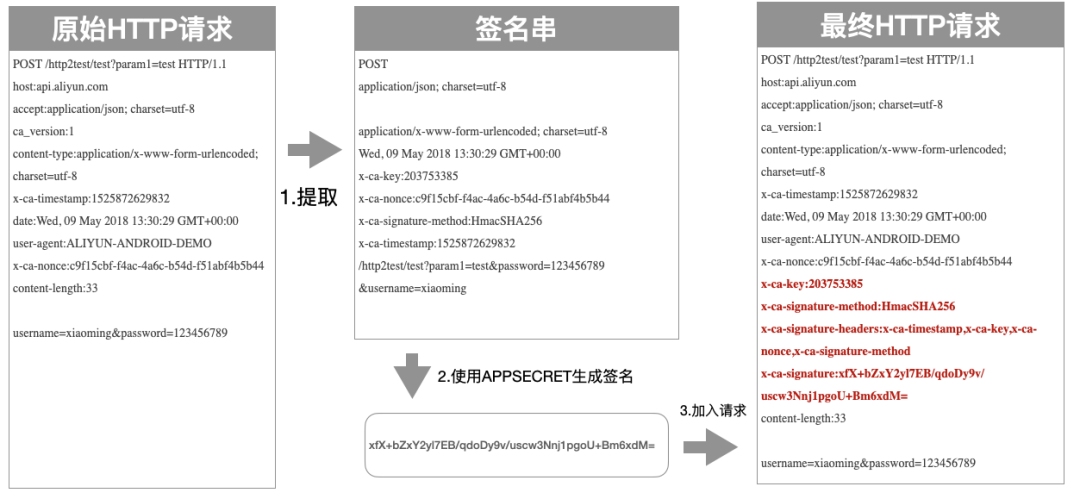 原始HTTP请求
POST /http2test/test?param1=test HTTP/1.1
host:api.aliyun.com
accept:application/json; charset=utf-8
ca_version:1
content-type:application/x-www-form-urlencoded;
charset=utf-8
x-ca-timestamp:1525872629832
date:Wed, 09 May 2018 13:30:29 GMT+00:00
user-agent:ALIYUN-ANDROID-DEMO
x-ca-nonce:c9f15cbf-f4ac-4a6c-b54d-f51abf4b5b44
content-length:33
username=xiaoming&password=123456789
1.提取
签名串
POST
application/json; charset=utf-8
application/x-www-form-urlencoded; charset=utf-8
Wed, 09 May 2018 13:30:29 GMT+00:00
x-ca-key:203753385
x-ca-nonce:c9f15cbf-f4ac-4a6c-b54d-f51abf4b5b44
x-ca-signature-method:HmacSHA256
x-ca-timestamp:1525872629832
/http2test/test?param1=test&password=123456789
&username=xiaoming
2.使用APPSECRET生成签名
xfX+bZxY2yl7EB/qdoDy9v/uscw3Nnj1pgoU+Bm6xdM=
3.加入请求
最终HTTP请求
POST /http2test/test?param1=test HTTP/1.1
host:api.aliyun.com
accept:application/json; charset=utf-8
ca_version:1
content-type:application/x-www-form-urlencoded;
charset=utf-8
x-ca-timestamp:1525872629832
date:Wed, 09 May 2018 13:30:29 GMT+00:00
user-agent:ALIYUN-ANDROID-DEMO
x-ca-nonce:c9f15cbf-f4ac-4a6c-b54d-f51abf4b5b44
x-ca-key:203753385
x-ca-signature-method:HmacSHA256
x-ca-signature-headers:x-ca-timestamp,x-ca-key,x-ca-
nonce,x-ca-signature-method
x-ca-signature:xfX+bZxY2yl7EB/qdoDy9v/
uscw3Nnj1pgoU+Bm6xdM=
content-length:33
username=xiaoming&password=123456789